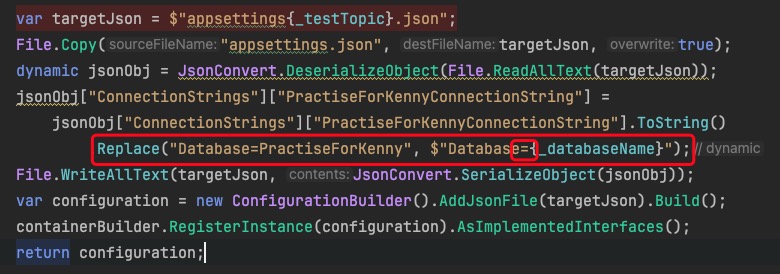 var targetJson = $"appsettings{_testTopic}.json";
File.Copy( sourceFileName: "appsettings.json", destFileName: targetJson, overwrite: true);
dynamic jsonObj = JsonConvert.DeserializeObject(File.ReadAllText(targetJson));
jsonObj["ConnectionStrings"]["PractiseForKennyConnectionString"] =
jsonObj["ConnectionStrings"]["PractiseForKennyConnectionString"].ToString()
Replace("Database=PractiseForKenny", $"Database={_databaseName}"); // dynamic
File.WriteAllText(targetJson, contents: JsonConvert.SerializeObject(jsonObj));
var configuration = new ConfigurationBuilder().AddJsonFile(targetJson).Build();
containerBuilder.RegisterInstance(configuration).AsImplementedInterfaces();
return configuration;